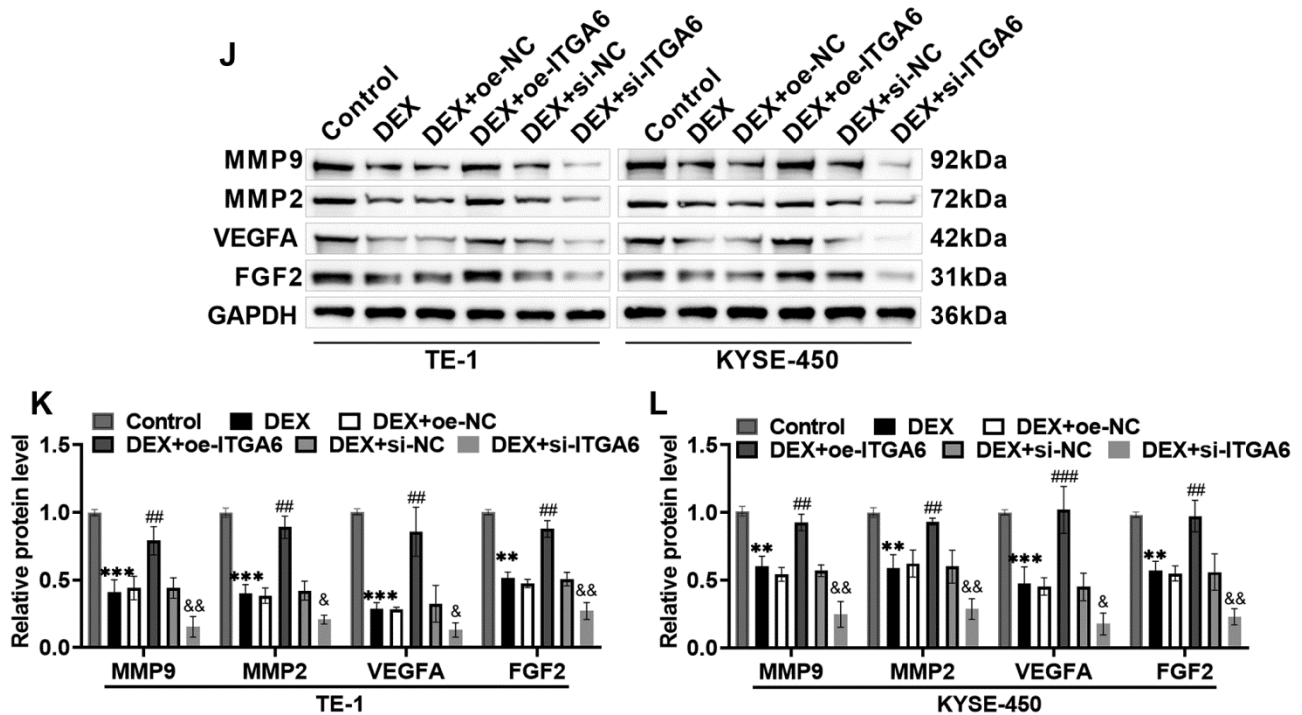 J
Control DEX DEX+oe-NC DEX+oe-ITGA6 DEX+si-NC DEX+si-ITGA6 Control DEX DEX+oe-NC DEX+oe-ITGA6 DEX+si-NC DEX+si-ITGA6
MMP9 92kDa
MMP2 72kDa
VEGFA 42kDa
FGF2 31kDa
GAPDH 36kDa
TE-1 KYSE-450
K
Control DEX DEX+oe-NC
DEX+oe-ITGA6 DEX+si-NC DEX+si-ITGA6
Relative protein level
1.5
1.0
0.5
0.0
*** ## &&
*** ## &
*** ## &
** ## &&
MMP9 MMP2 VEGFA FGF2
TE-1
L
Control DEX DEX+oe-NC
DEX+oe-ITGA6 DEX+si-NC DEX+si-ITGA6
Relative protein level
1.5
1.0
0.5
0.0
** ## &&
** ## &&
*** ### &
** ## &&
MMP9 MMP2 VEGFA FGF2
KYSE-450